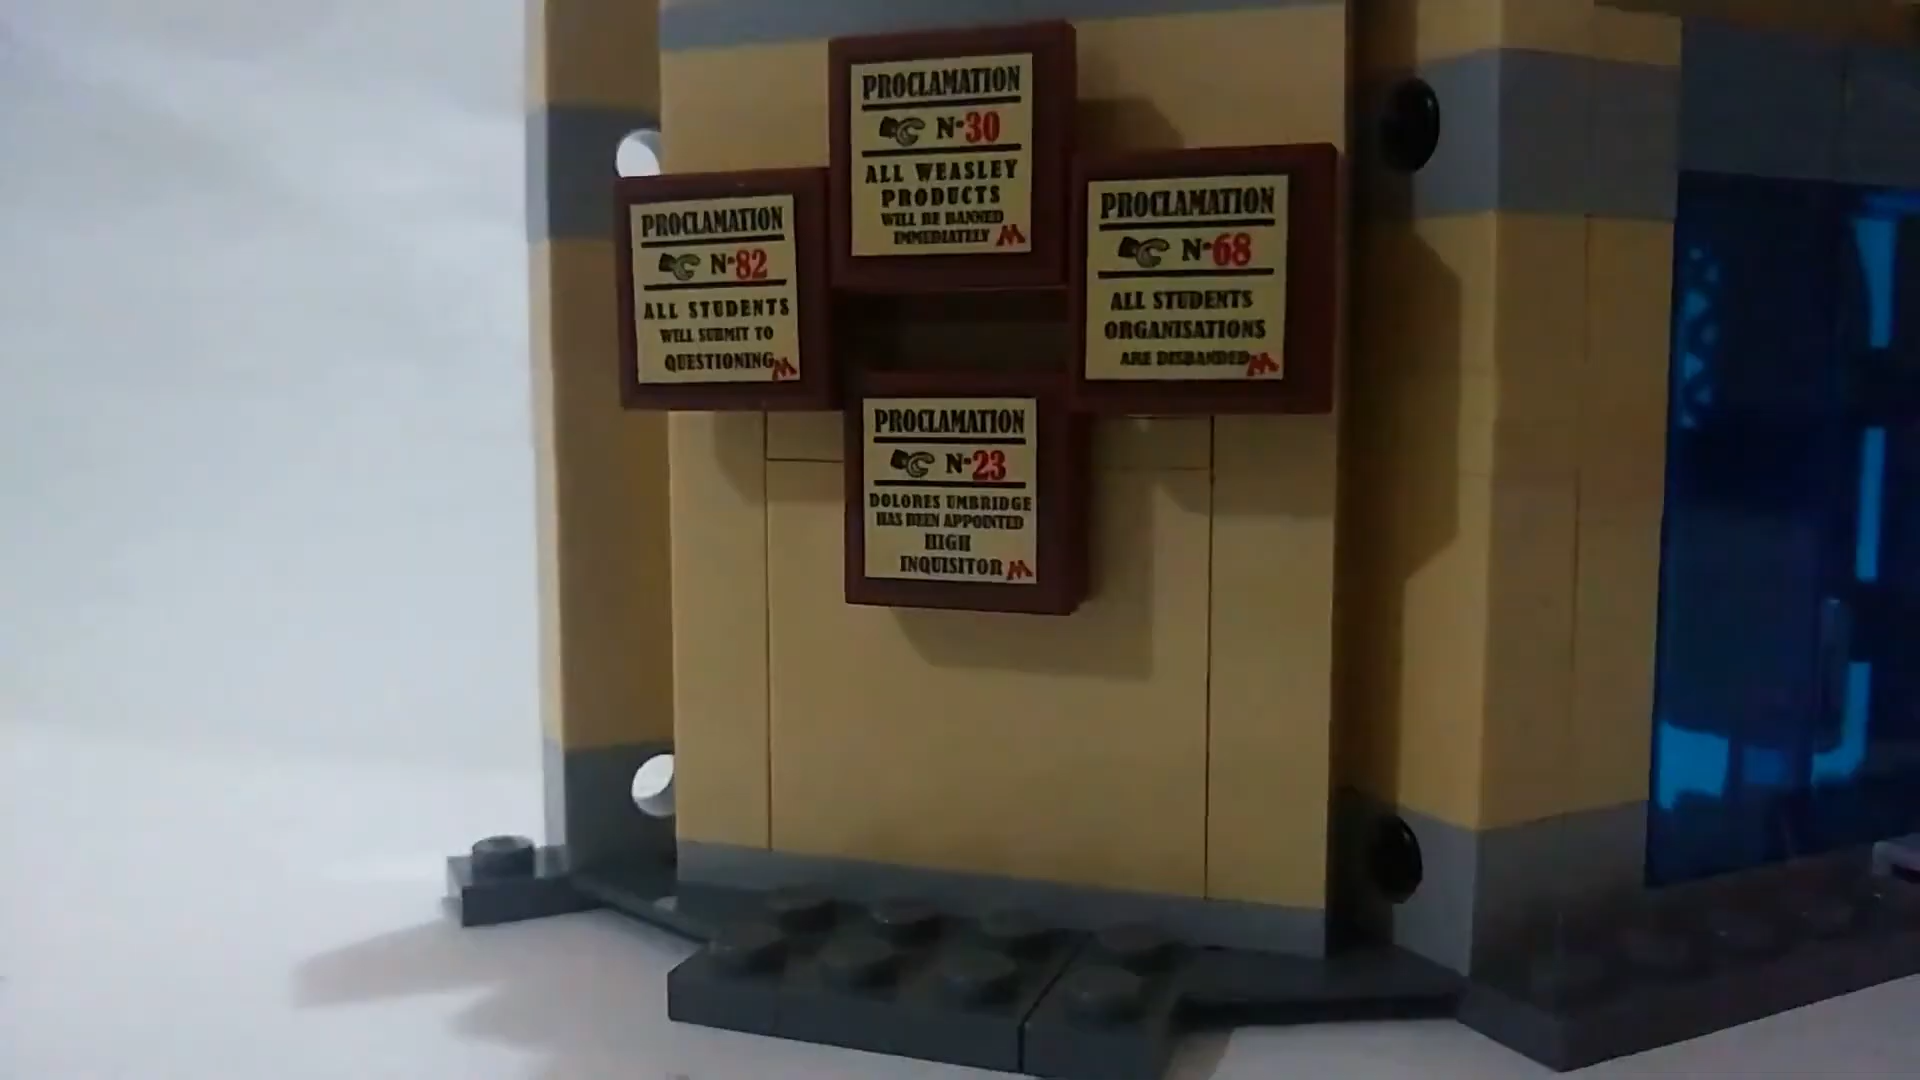 PROCLAMATION
N·30
ALL WEASLEY
PRODUCTS
WILL BE BANNED
IMMEDIATELY M
PROCLAMATION
N·82
ALL STUDENTS
WILL SUBMIT TO
QUESTIONING M
PROCLAMATION
N·68
ALL STUDENTS
ORGANISATIONS
ARE DISBANDED M
PROCLAMATION
N·23
DOLORES UMBRIDGE
HAS BEEN APPOINTED
HIGH
INQUISITOR M